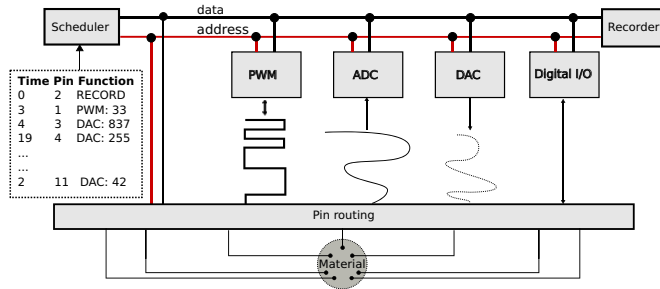 data
Scheduler
address
Recorder
Time Pin Function
0 2 RECORD
3 1 PWM: 33
4 3 DAC: 837
19 4 DAC: 255
...
...
2 11 DAC: 42
PWM
ADC
DAC
Digital I/O
Pin routing
Material